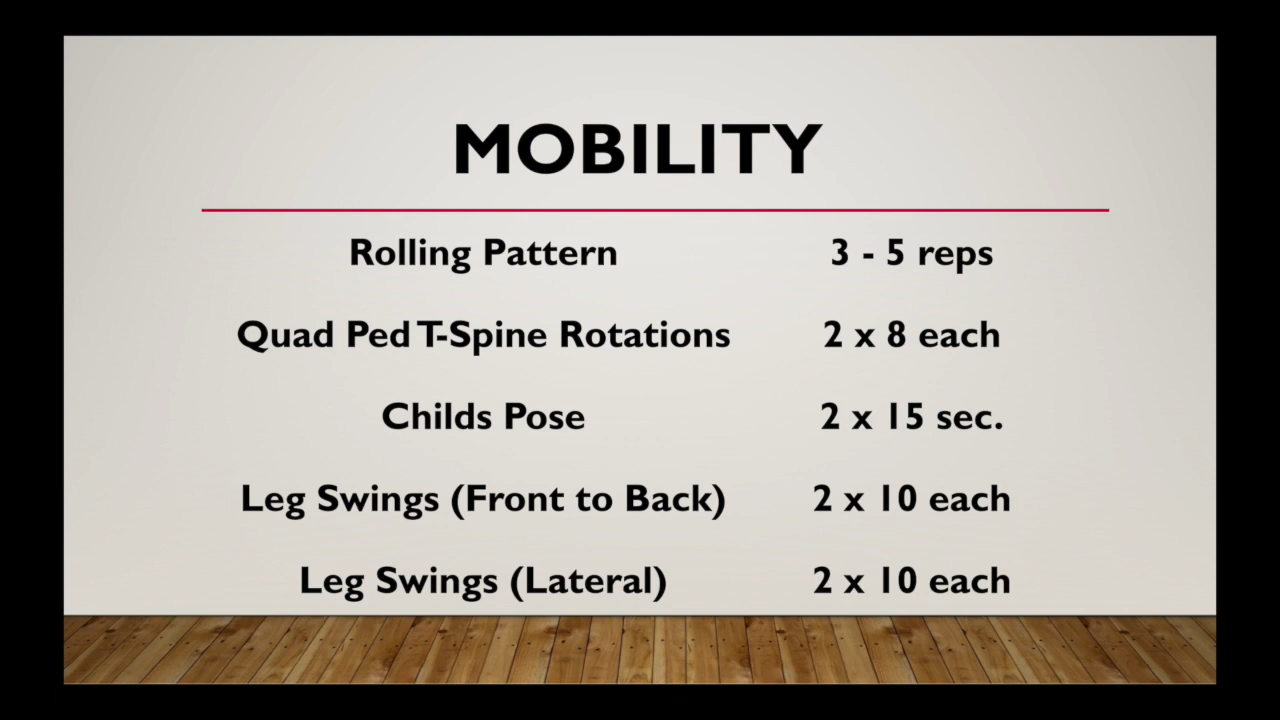 MOBILITY
Rolling Pattern 3 - 5 reps
Quad Ped T-Spine Rotations 2 x 8 each
Childs Pose 2 x 15 sec.
Leg Swings (Front to Back) 2 x 10 each
Leg Swings (Lateral) 2 x 10 each